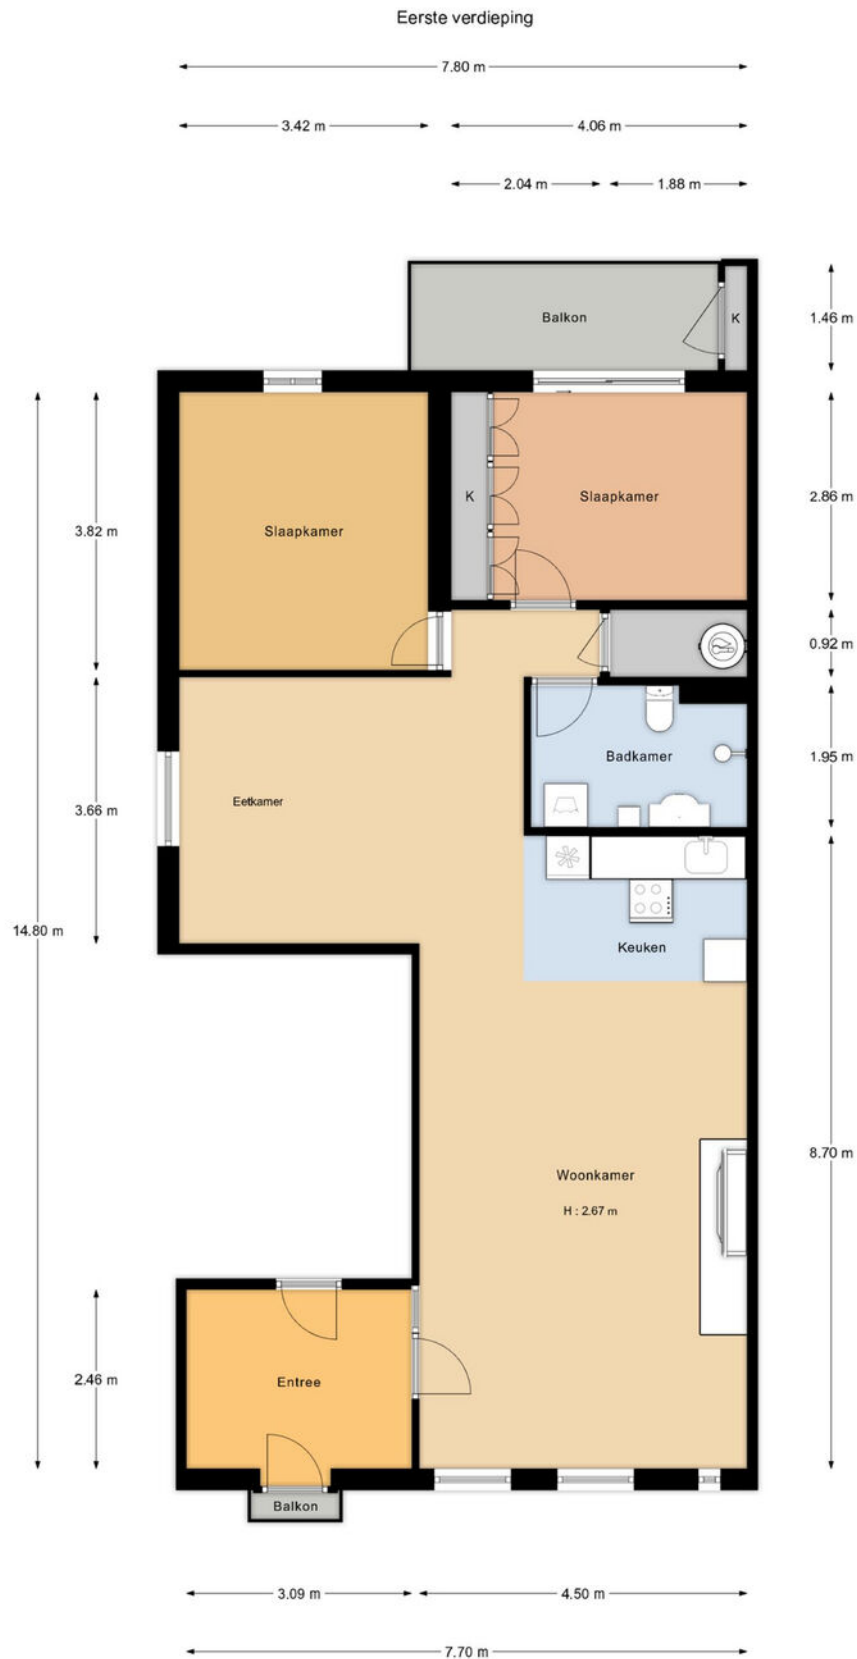 Eerste verdieping
7.80 m
3.42 m
4.06 m
2.04 m
1.88 m
Balkon
K
1.46 m
3.82 m
Slaapkamer
K
Slaapkamer
2.86 m
0.92 m
Badkamer
1.95 m
3.66 m
Eetkamer
14.80 m
Keuken
8.70 m
Woonkamer
H : 2.67 m
2.46 m
Entree
Balkon
3.09 m
4.50 m
7.70 m